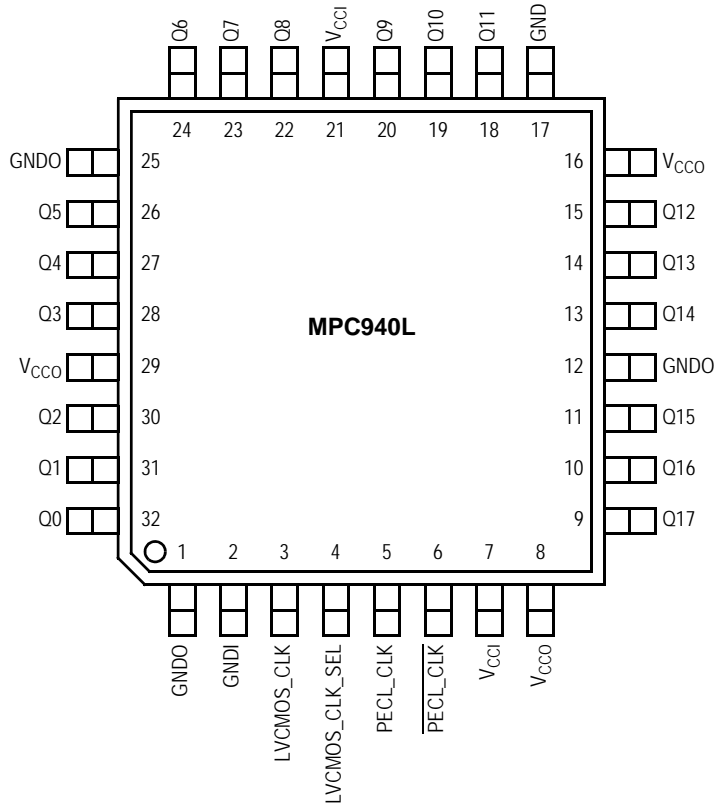 Q6 Q7 Q8 VCCI Q9 Q10 Q11 GND
24 23 22 21 20 19 18 17
GNDO 25 16 VCCO
Q5 26 15 Q12
Q4 27 14 Q13
Q3 28 MPC940L 13 Q14
VCCO 29 12 GNDO
Q2 30 11 Q15
Q1 31 10 Q16
Q0 32 9 Q17
1 2 3 4 5 6 7 8
GNDO GNDI LVCMOS_CLK LVCMOS_CLK_SEL PECL_CLK PECL_CLK VCCI VCCO